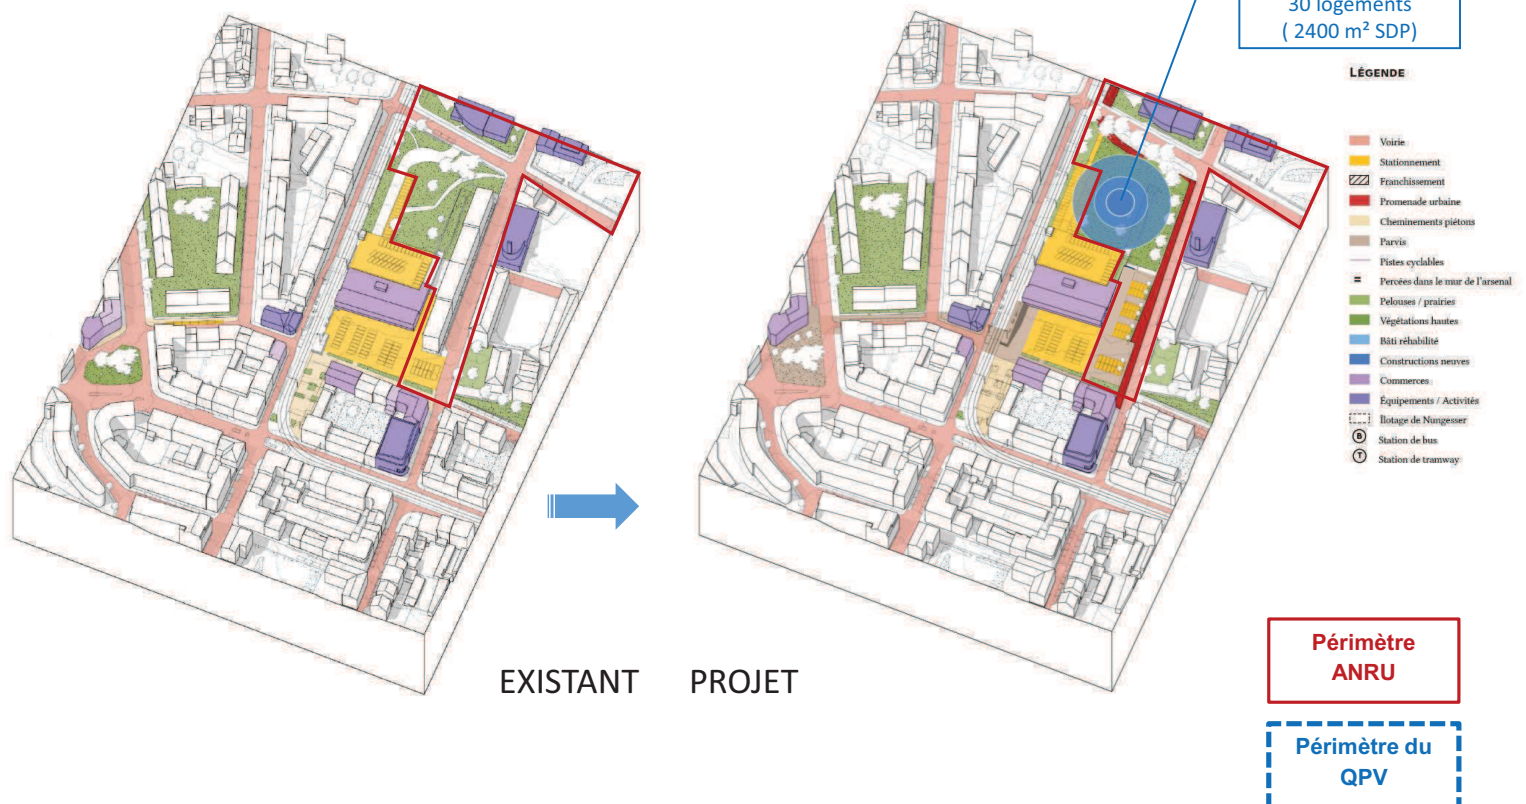 30 logements
( 2400 m² SDP)
LÉGENDE
Voirie
Stationnement
Franchissement
Promenade urbaine
Cheminements piétons
Parvis
Pistes cyclables
Percées dans le mur de l'arsenal
Pelouses / prairies
Végétations hautes
Bâti réhabilité
Constructions neuves
Commerces
Équipements / Activités
Îlotage de Nungesser
B Station de bus
T Station de tramway
EXISTANT
PROJET
Périmètre
ANRU
Périmètre du
QPV